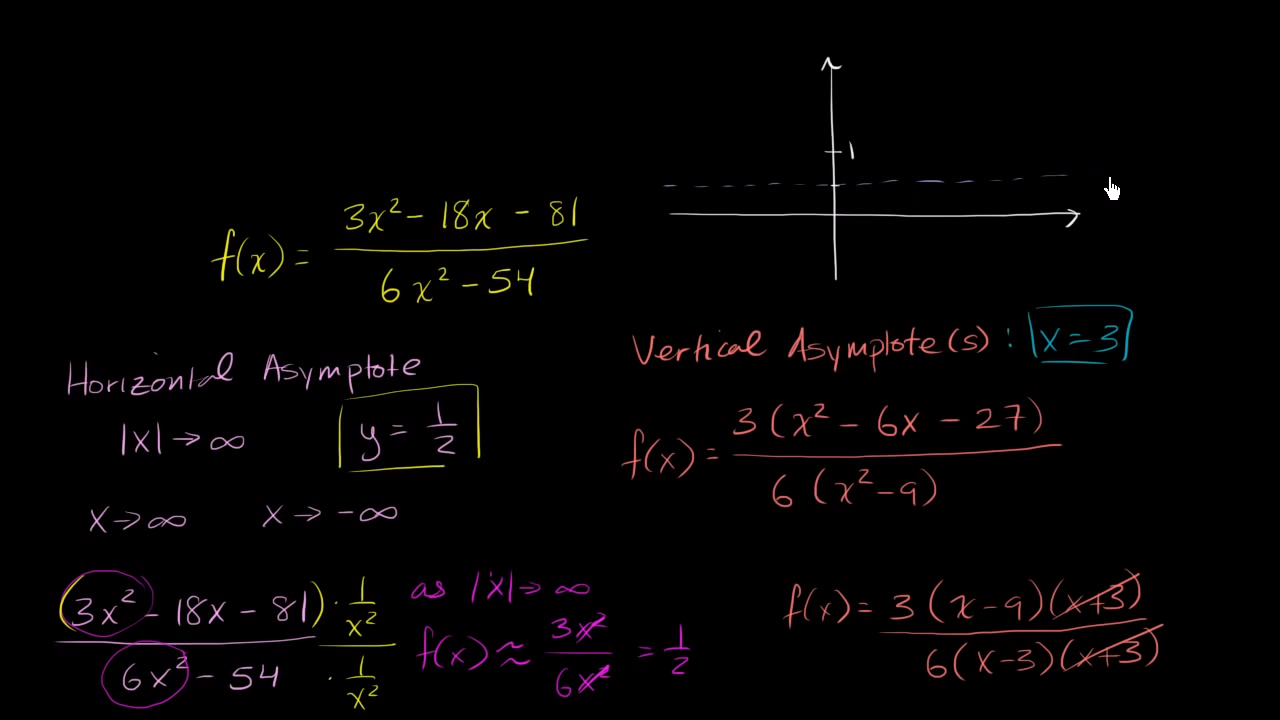 1
f(x) = (3x² - 18x - 81) / (6x² - 54)
Horizontal Asymptote
|x| → ∞
y = 1/2
x → ∞ x → -∞
(3x² - 18x - 81) · 1/x² / 6x² - 54 · 1/x²
as |x| → ∞
f(x) ≈ 3x² / 6x² = 1/2
Vertical Asymptote(s) : x = 3
f(x) = 3(x² - 6x - 27) / 6(x² - 9)
f(x) = 3(x-9)(x+3) / 6(x-3)(x+3)